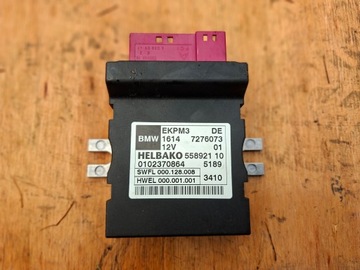 BMW EKPM3 DE
1614 7276073
12V 01
HELBAKO 558921 10
0102370864 5189
SWFL 000.128.008
HWEL 000.001.001 3410